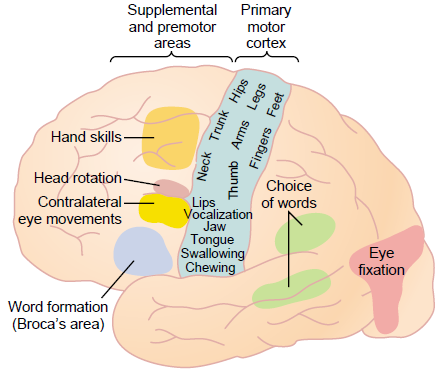 Supplemental
and premotor
areas
Primary
motor
cortex
Hips
Legs
Feet
Trunk
Arms
Fingers
Neck
Thumb
Hand skills
Head rotation
Contralateral
eye movements
Lips
Vocalization
Jaw
Tongue
Swallowing
Chewing
Choice
of words
Eye
fixation
Word formation
(Broca's area)